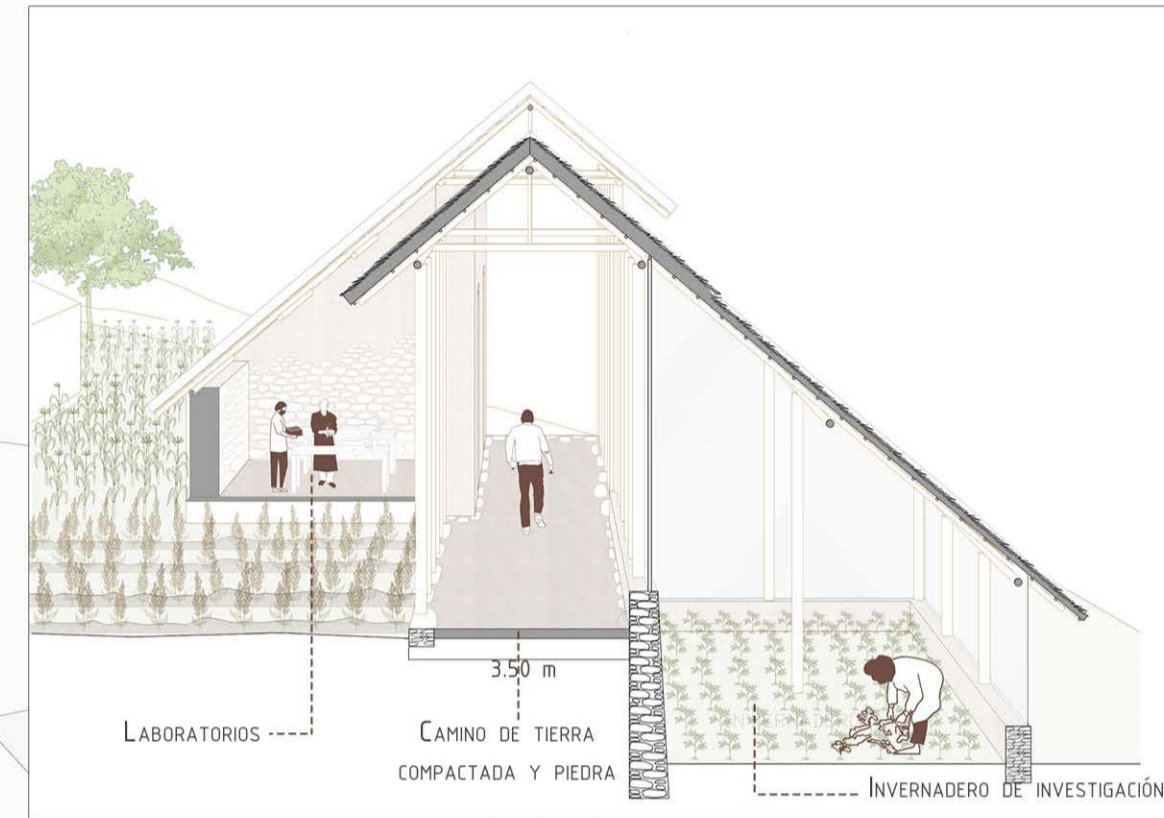 3.50 m
LABORATORIOS
CAMINO DE TIERRA
COMPACTADA Y PIEDRA
INVERNADERO DE INVESTIGACIÓN